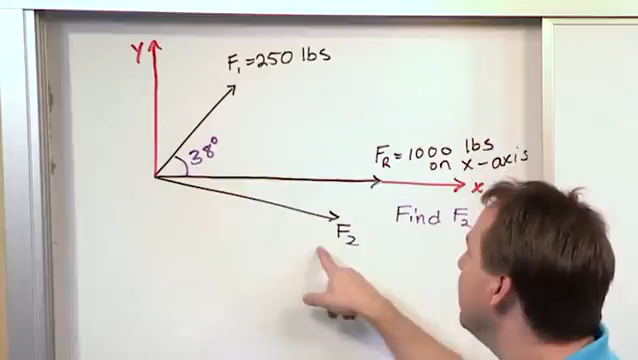 Y
F₁ = 250 lbs
38°
F_R = 1000 lbs
on x-axis
x
Find F₂
F₂